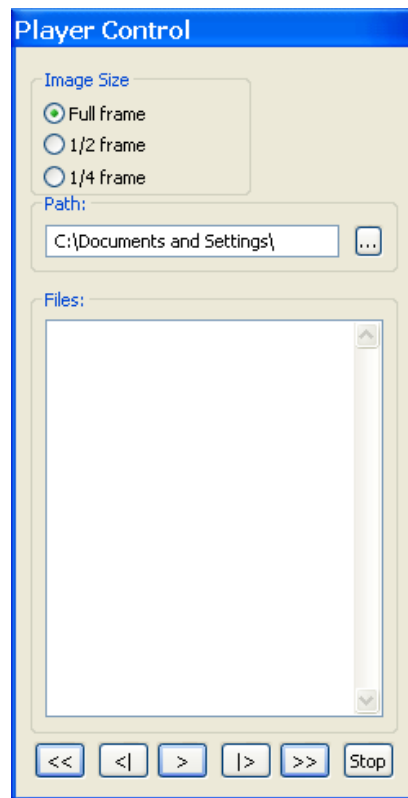 Player Control
Image Size
Full frame
1/2 frame
1/4 frame
Path:
C:\Documents and Settings\ ...
Files:
<< <| > |> >> Stop